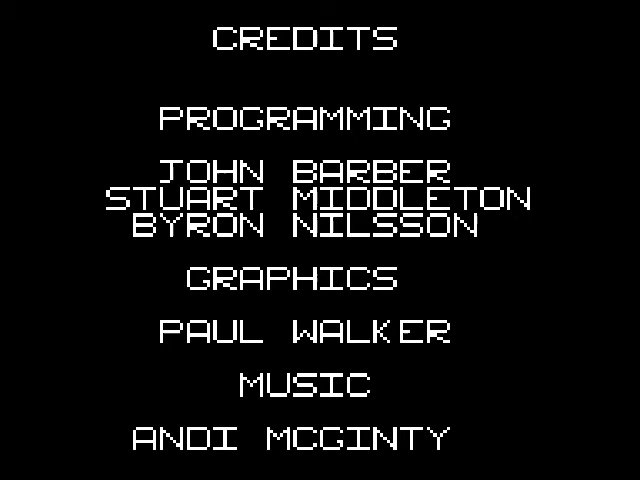 CREDITS
PROGRAMMING
JOHN BARBER
STUART MIDDLETON
BYRON NILSSON
GRAPHICS
PAUL WALKER
MUSIC
ANDI MCGINTY